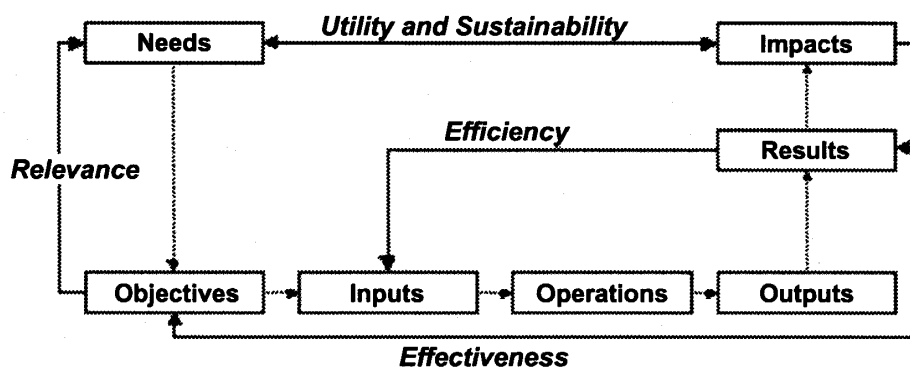 Utility and Sustainability
Needs
Impacts
Efficiency
Results
Relevance
Objectives
Inputs
Operations
Outputs
Effectiveness